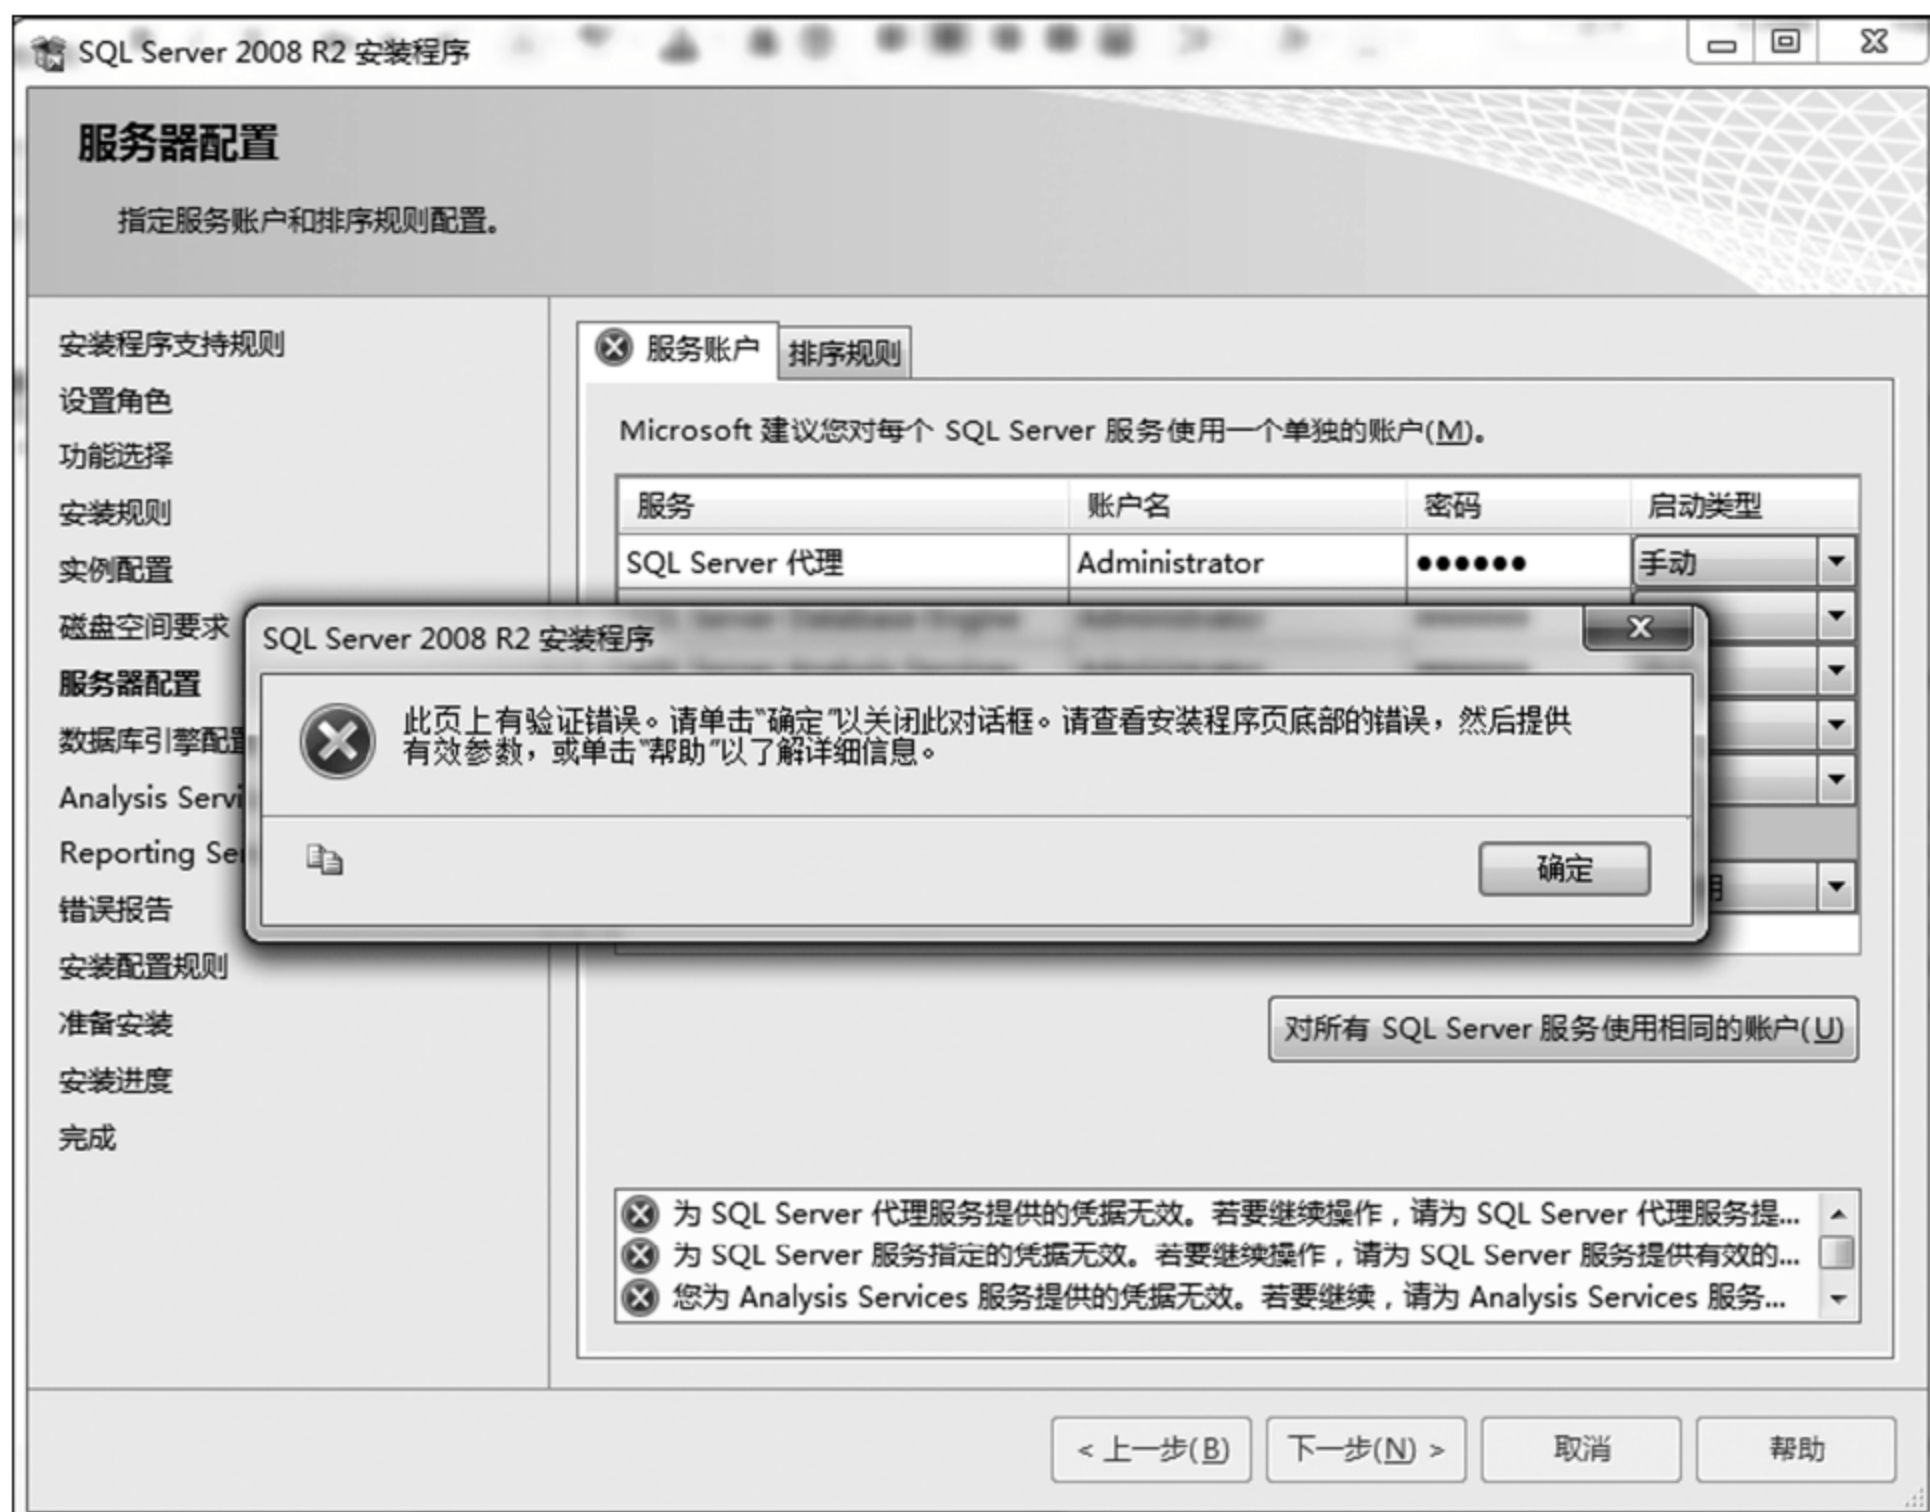 SQL Server 2008 R2 安装程序
服务器配置
指定服务账户和排序规则配置。
安装程序支持规则
设置角色
功能选择
安装规则
实例配置
磁盘空间要求
服务器配置
数据库引擎配置
Analysis Servi
Reporting Se
错误报告
安装配置规则
准备安装
安装进度
完成
服务账户
排序规则
Microsoft 建议您对每个 SQL Server 服务使用一个单独的账户(M)。
服务 账户名 密码 启动类型
SQL Server 代理 Administrator ●●●●●● 手动
SQL Server 2008 R2 安装程序
此页上有验证错误。请单击"确定"以关闭此对话框。请查看安装程序页底部的错误，然后提供
有效参数，或单击"帮助"以了解详细信息。
确定
对所有 SQL Server 服务使用相同的账户(U)
为 SQL Server 代理服务提供的凭据无效。若要继续操作，请为 SQL Server 代理服务提...
为 SQL Server 服务指定的凭据无效。若要继续操作，请为 SQL Server 服务提供有效的...
您为 Analysis Services 服务提供的凭据无效。若要继续，请为 Analysis Services 服务...
< 上一步(B)
下一步(N) >
取消
帮助